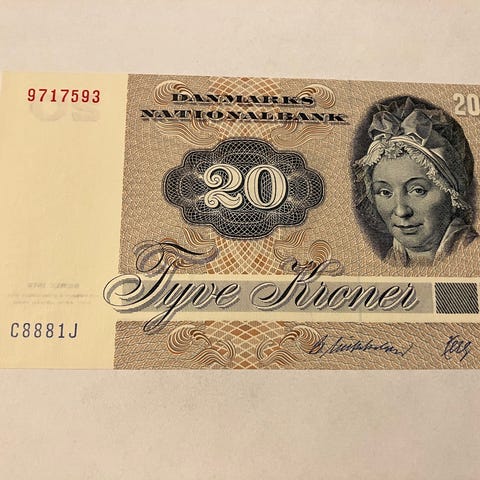 9717593
DANMARKS
NATIONALBANK
20
20
Tyve Kroner
C8881J